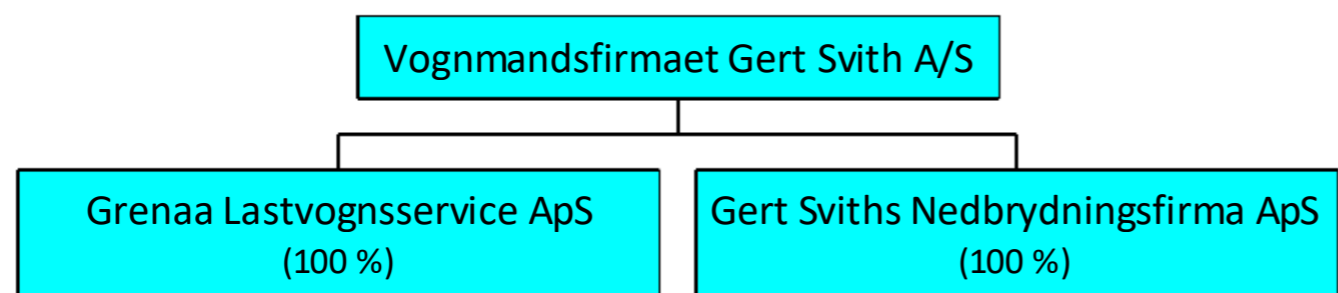 Vognmandsfirmaet Gert Svith A/S
Grenaa Lastvognsservice ApS
(100 %)
Gert Sviths Nedbrydningsfirma ApS
(100 %)